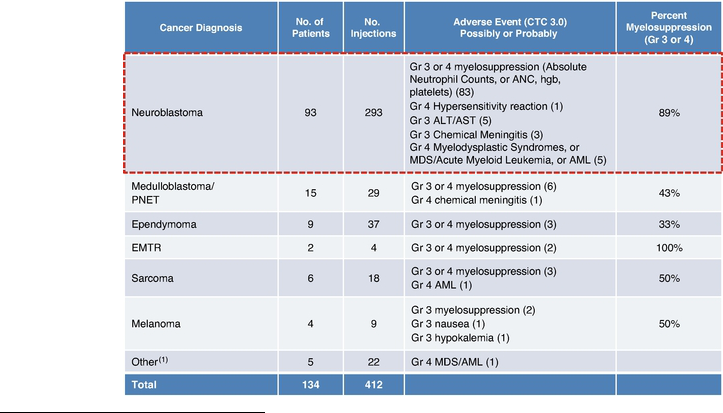 Cancer Diagnosis
No. of
Patients
No.
Injections
Adverse Event (CTC 3.0)
Possibly or Probably
Percent
Myelosuppression
(Gr 3 or 4)
Neuroblastoma
93
293
Gr 3 or 4 myelosuppression (Absolute
Neutrophil Counts, or ANC, hgb,
platelets) (83)
Gr 4 Hypersensitivity reaction (1)
Gr 3 ALT/AST (5)
Gr 3 Chemical Meningitis (3)
Gr 4 Myelodysplastic Syndromes, or
MDS/Acute Myeloid Leukemia, or AML (5)
89%
Medulloblastoma/
PNET
15
29
Gr 3 or 4 myelosuppression (6)
Gr 4 chemical meningitis (1)
43%
Ependymoma
9
37
Gr 3 or 4 myelosuppression (3)
33%
EMTR
2
4
Gr 3 or 4 myelosuppression (2)
100%
Sarcoma
6
18
Gr 3 or 4 myelosuppression (3)
Gr 4 AML (1)
50%
Melanoma
4
9
Gr 3 myelosuppression (2)
Gr 3 nausea (1)
Gr 3 hypokalemia (1)
50%
Other(1)
5
22
Gr 4 MDS/AML (1)
Total
134
412